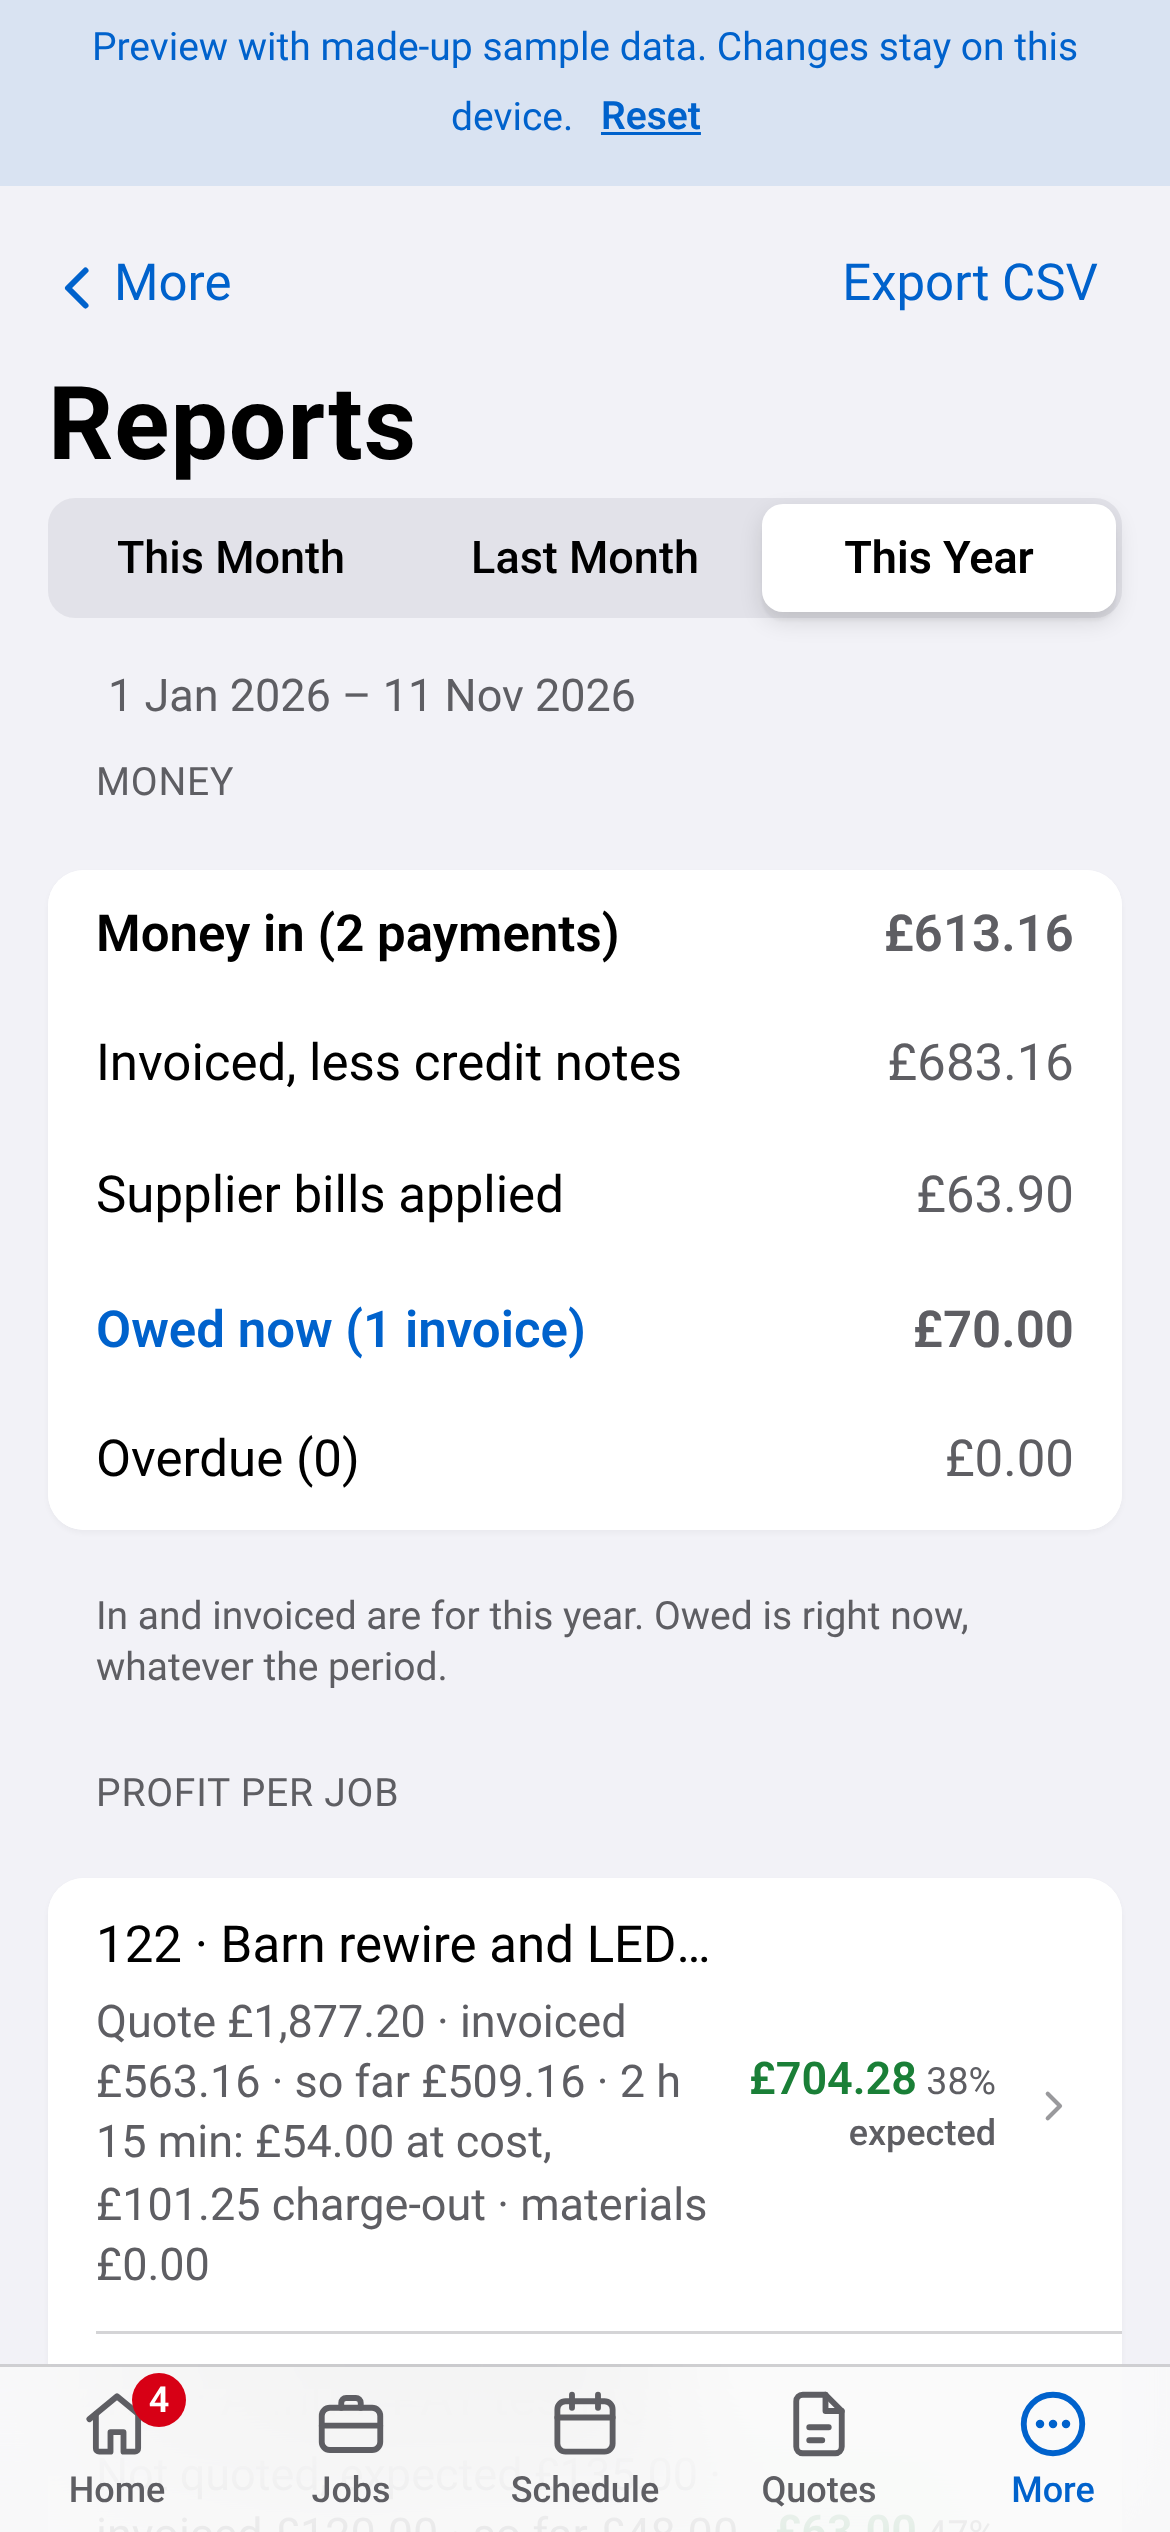 Preview with made-up sample data. Changes stay on this
device. Reset
More
Export CSV
Reports
This Month
Last Month
This Year
1 Jan 2026 – 11 Nov 2026
MONEY
Money in (2 payments)
£613.16
Invoiced, less credit notes
£683.16
Supplier bills applied
£63.90
Owed now (1 invoice)
£70.00
Overdue (0)
£0.00
In and invoiced are for this year. Owed is right now,
whatever the period.
PROFIT PER JOB
122 · Barn rewire and LED…
Quote £1,877.20 · invoiced
£563.16 · so far £509.16 · 2 h
15 min: £54.00 at cost,
£101.25 charge-out · materials
£0.00
£704.28 38%
expected
4
Home
Jobs
Schedule
Quotes
More